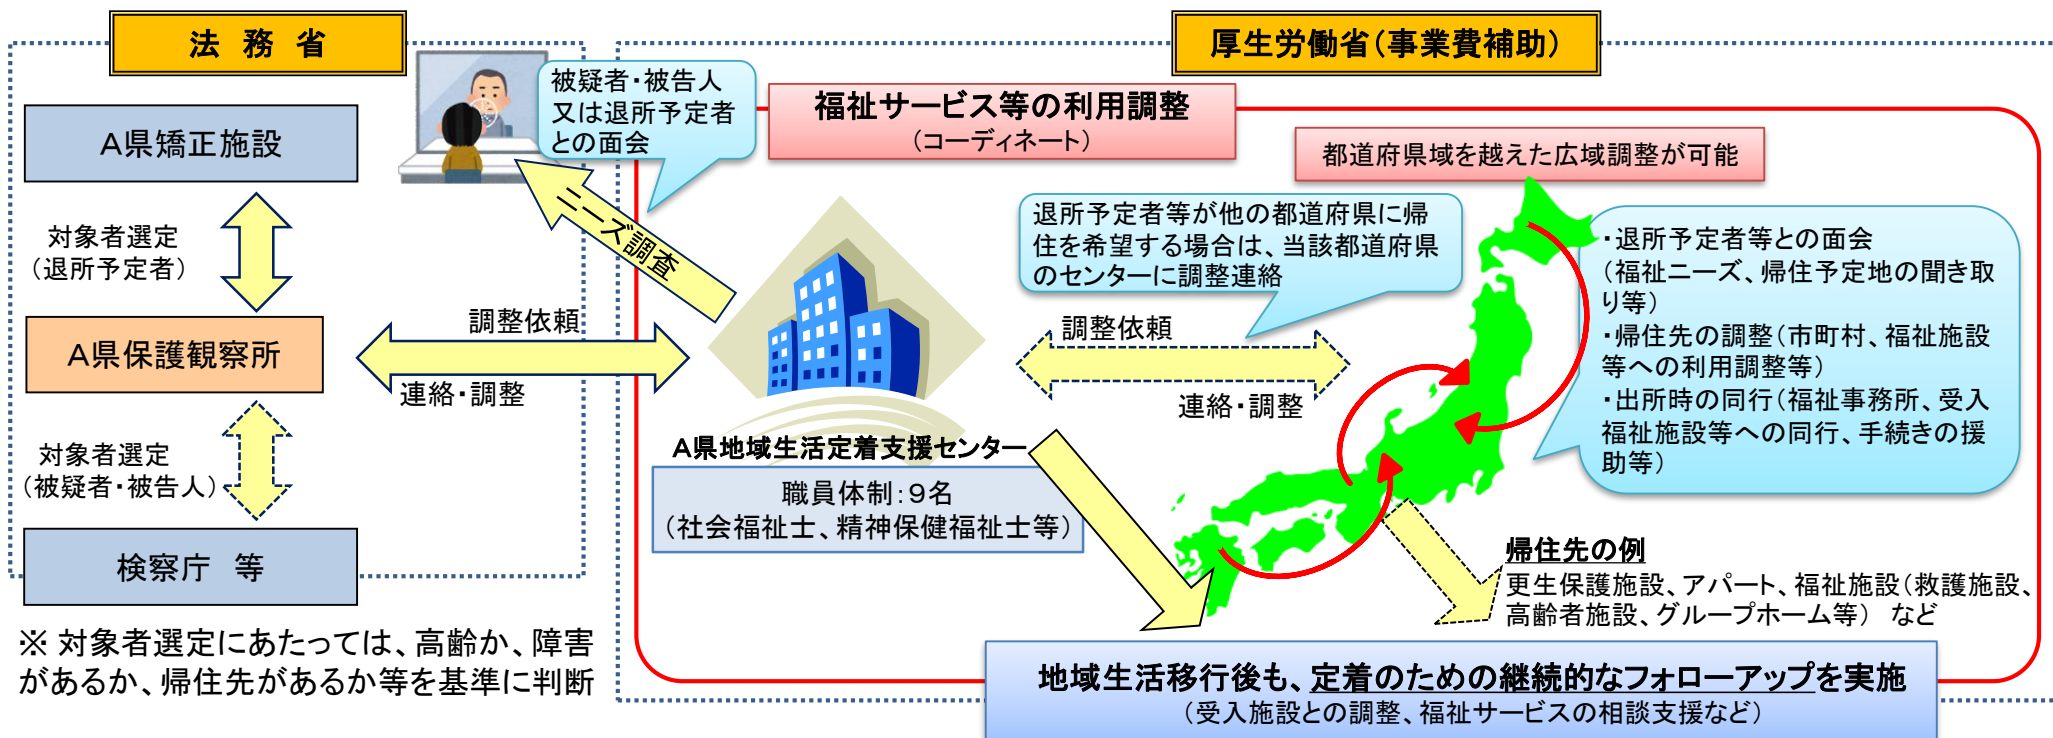 法 務 省
厚生労働省(事業費補助)
A県矯正施設
対象者選定
(退所予定者)
A県保護観察所
対象者選定
(被疑者・被告人)
検察庁 等
※ 対象者選定にあたっては、高齢か、障害
があるか、帰住先があるか等を基準に判断
被疑者・被告人
又は退所予定者
との面会
ニーズ調査
調整依頼
連絡・調整
福祉サービス等の利用調整
(コーディネート)
都道府県域を越えた広域調整が可能
退所予定者等が他の都道府県に帰
住を希望する場合は、当該都道府県
のセンターに調整連絡
調整依頼
連絡・調整
・退所予定者等との面会
(福祉ニーズ、帰住予定地の聞き取
り等)
・帰住先の調整(市町村、福祉施設
等への利用調整等)
・出所時の同行(福祉事務所、受入
福祉施設等への同行、手続きの援
助等)
A県地域生活定着支援センター
職員体制:9名
(社会福祉士、精神保健福祉士等)
帰住先の例
更生保護施設、アパート、福祉施設(救護施設、
高齢者施設、グループホーム等) など
地域生活移行後も、定着のための継続的なフォローアップを実施
(受入施設との調整、福祉サービスの相談支援など)